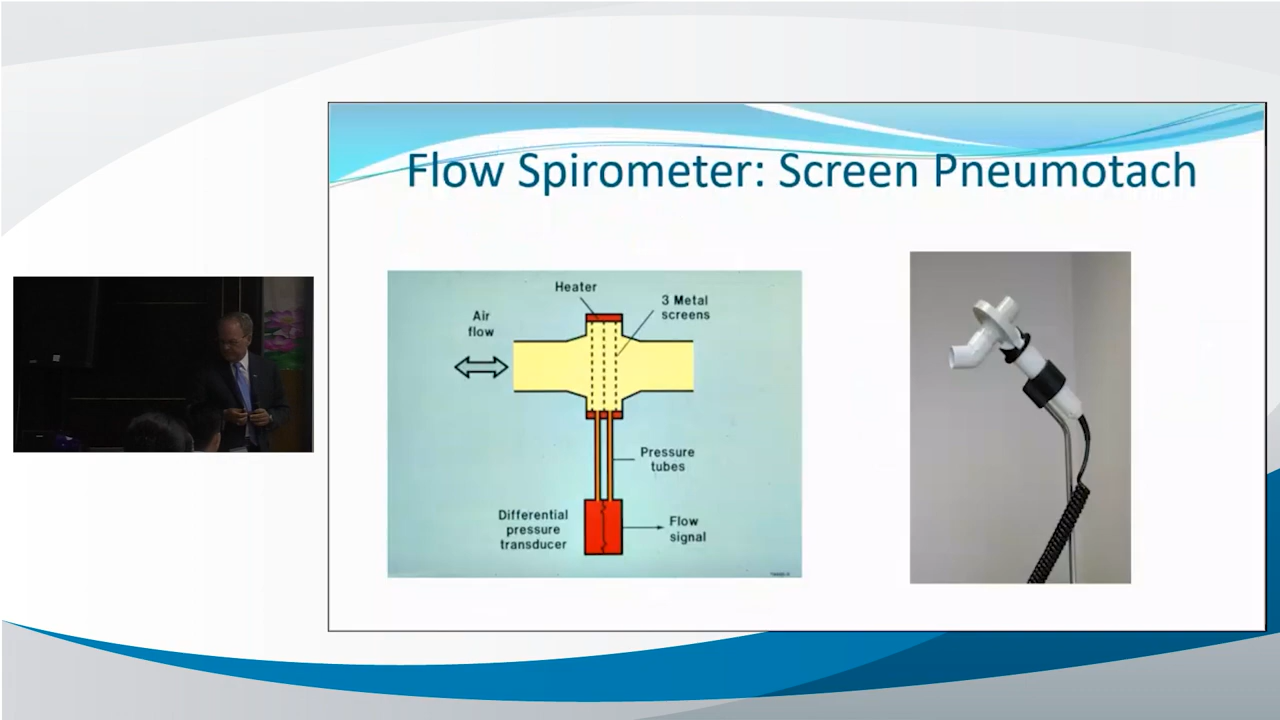 Flow Spirometer: Screen Pneumotach
Heater
3 Metal
screens
Air
flow
Pressure
tubes
Differential
pressure
transducer
Flow
signal